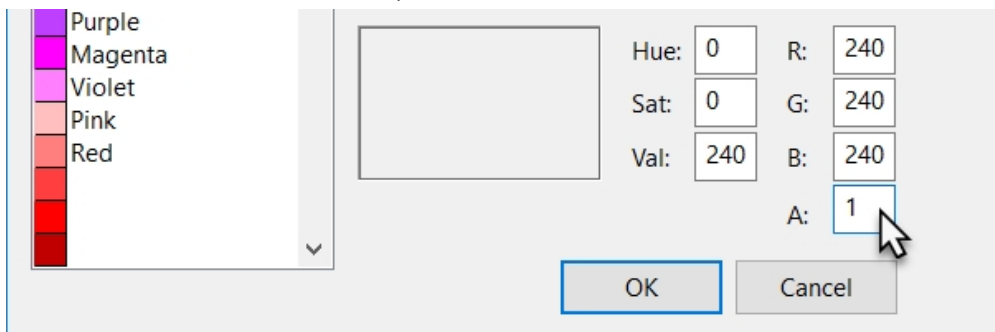 Purple
Magenta
Violet
Pink
Red
Hue: 0 R: 240
Sat: 0 G: 240
Val: 240 B: 240
A: 1
OK Cancel